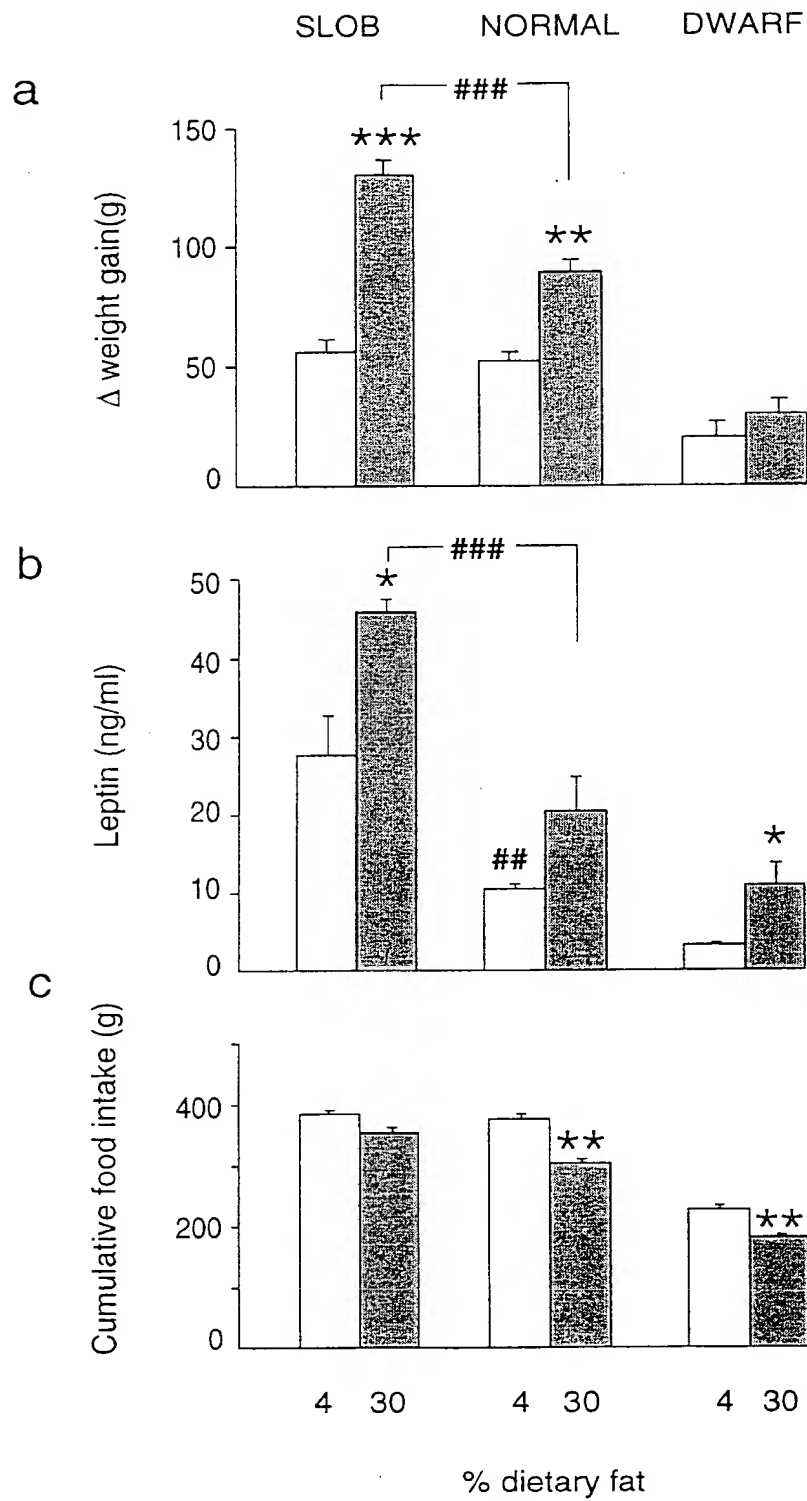 SLOB NORMAL DWARF
a
###
150
***
**
100
50
0
Δ weight gain(g)
b
###
50
*
40
30
20
##
*
10
0
Leptin (ng/ml)
c
400
**
200
**
0
Cumulative food intake (g)
4 30 4 30 4 30
% dietary fat